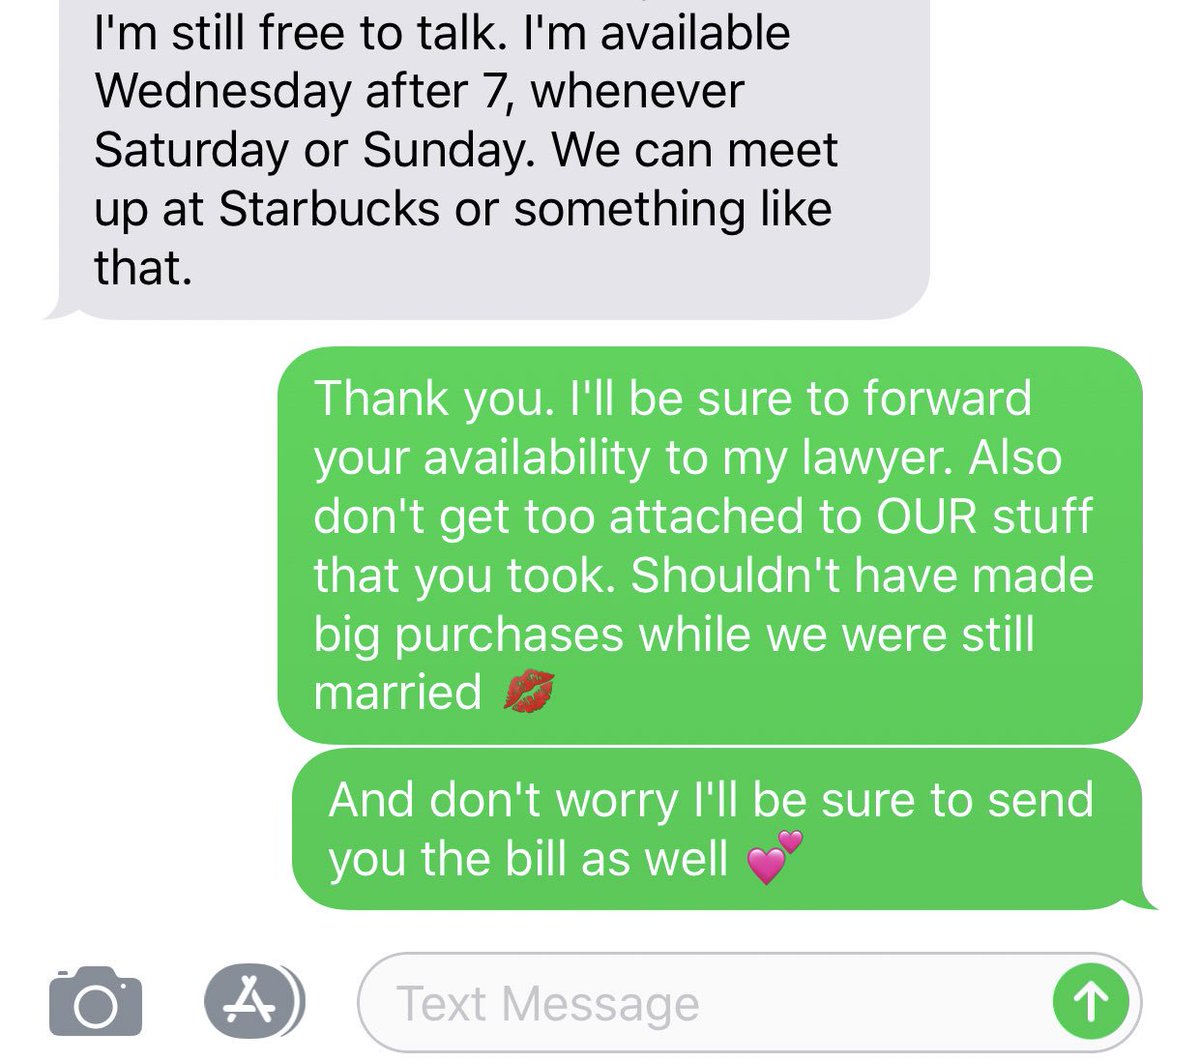 I'm still free to talk. I'm available
Wednesday after 7, whenever
Saturday or Sunday. We can meet
up at Starbucks or something like
that.
Thank you. I'll be sure to forward
your availability to my lawyer. Also
don't get too attached to OUR stuff
that you took. Shouldn't have made
big purchases while we were still
married 💋
And don't worry I'll be sure to send
you the bill as well 💕
Text Message